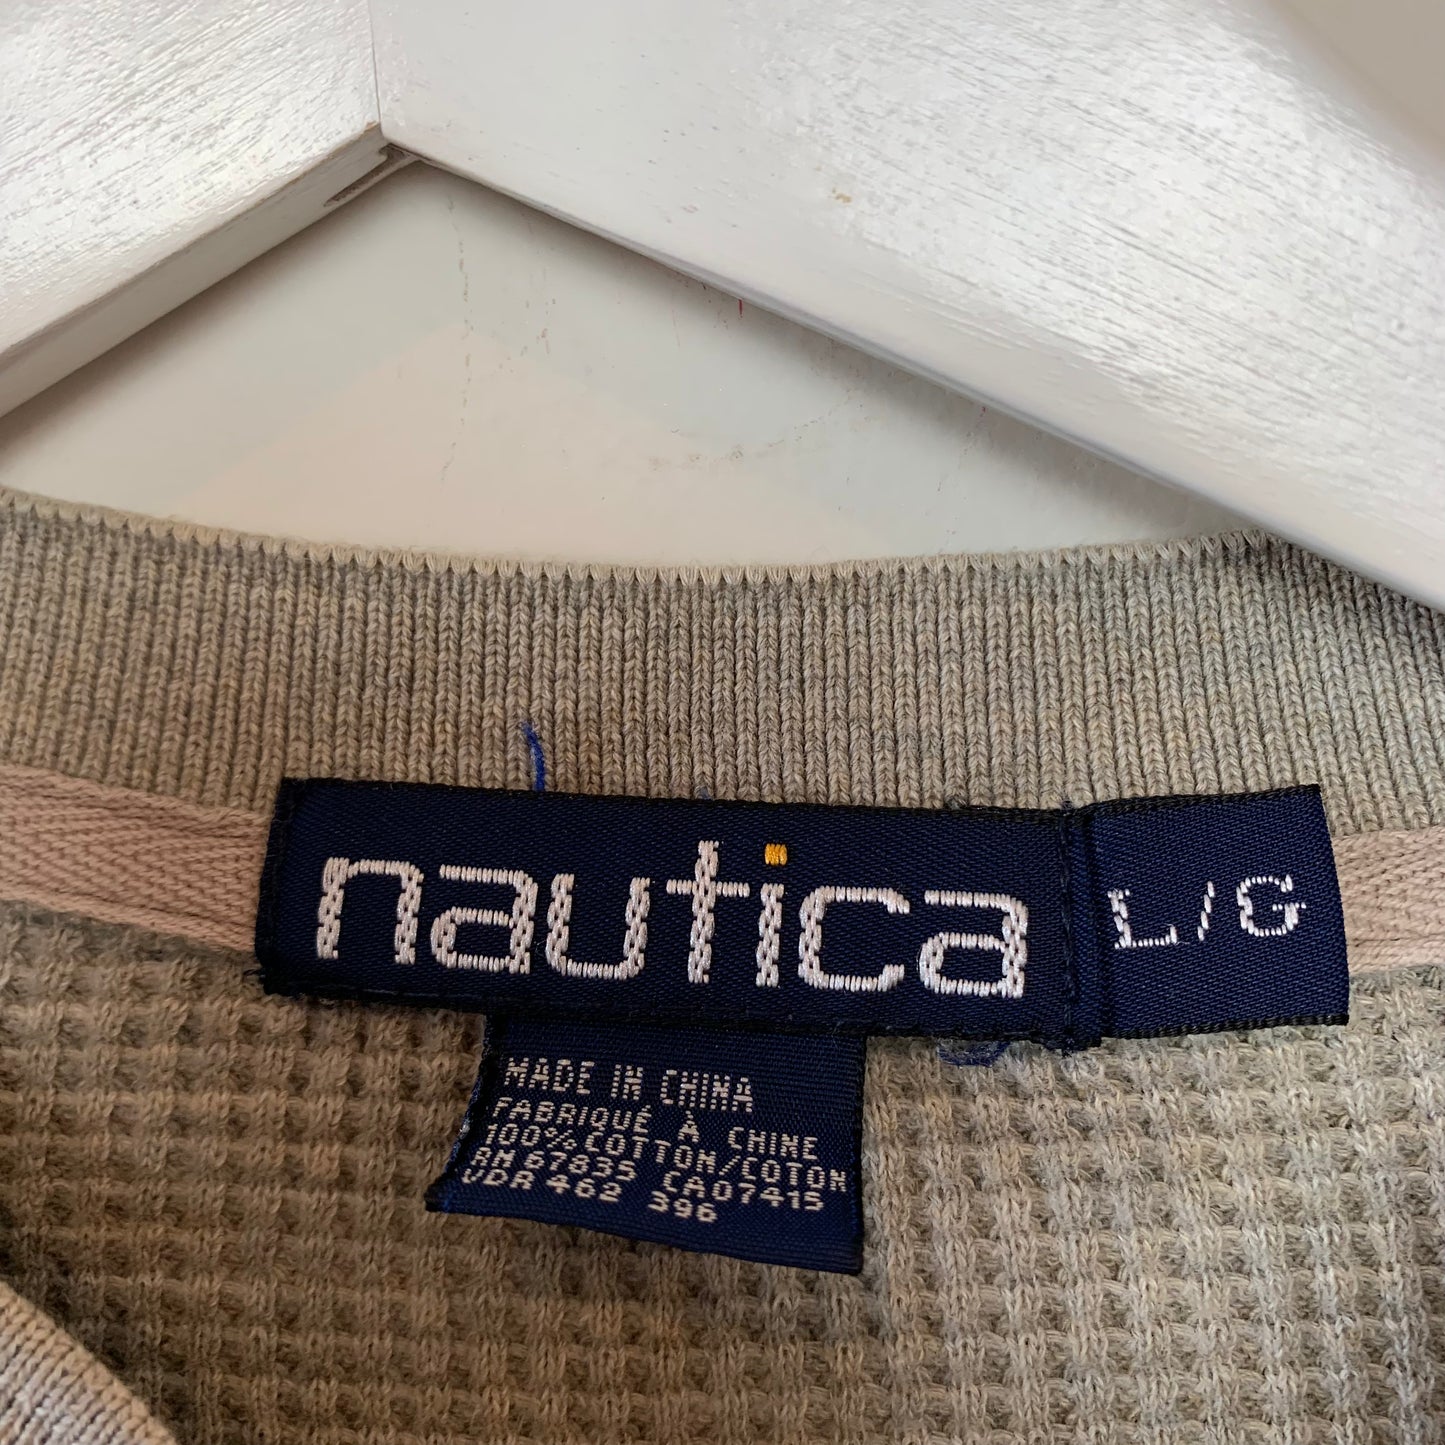 nautica
L/G
MADE IN CHINA
FABRIQUÉ À CHINE
100% COTTON/COTON
RN 67835 CA07415
VDR 462 396